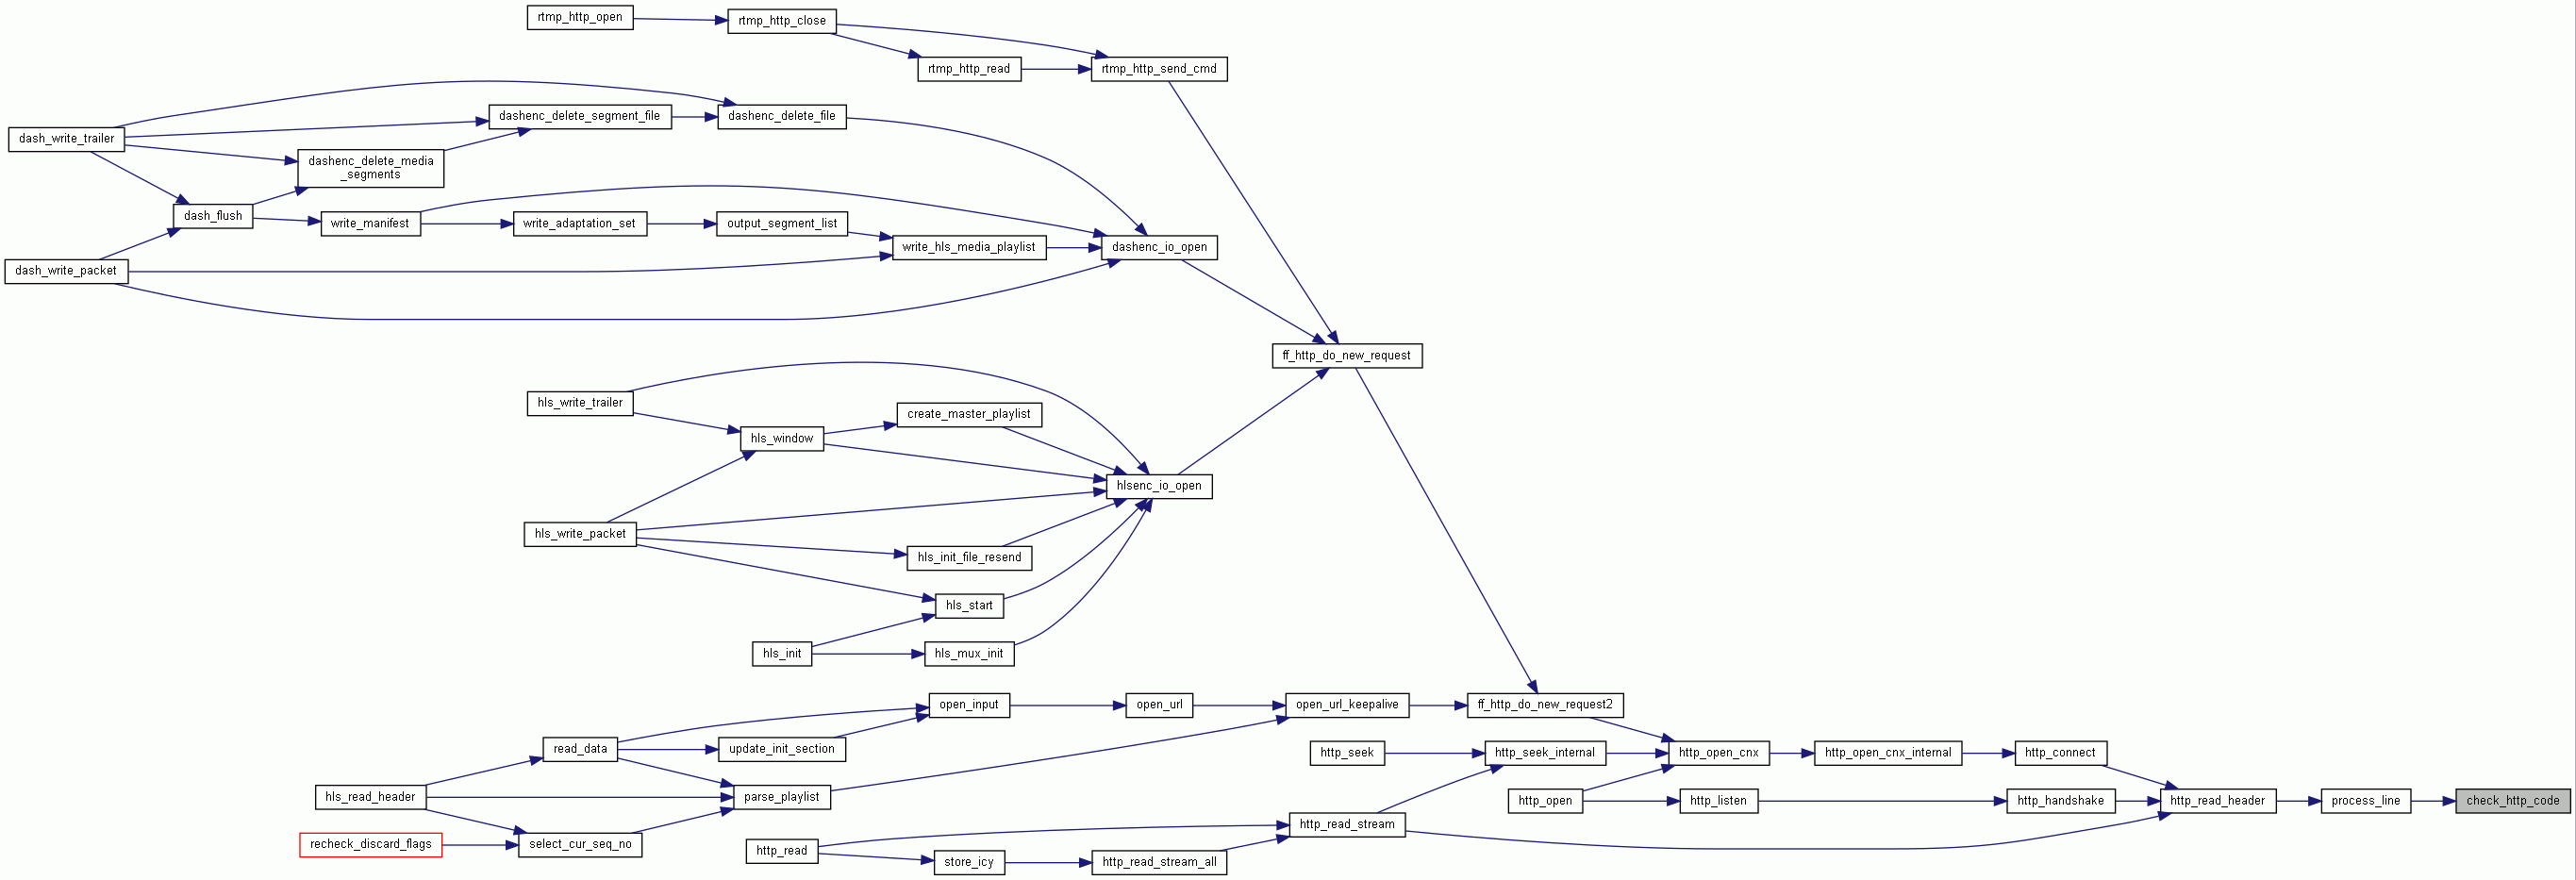 rtmp_http_open
rtmp_http_close
rtmp_http_read
rtmp_http_send_cmd
dash_write_trailer
dashenc_delete_segment_file
dashenc_delete_file
dashenc_delete_media
_segments
dash_flush
write_manifest
write_adaptation_set
output_segment_list
write_hls_media_playlist
dashenc_io_open
dash_write_packet
ff_http_do_new_request
hls_write_trailer
create_master_playlist
hls_window
hlsenc_io_open
hls_write_packet
hls_init_file_resend
hls_start
hls_init
hls_mux_init
open_input
open_url
open_url_keepalive
ff_http_do_new_request2
read_data
update_init_section
http_seek
http_seek_internal
http_open_cnx
http_open_cnx_internal
http_connect
hls_read_header
parse_playlist
http_open
http_listen
http_handshake
http_read_header
process_line
check_http_code
recheck_discard_flags
select_cur_seq_no
http_read
http_read_stream
store_icy
http_read_stream_all